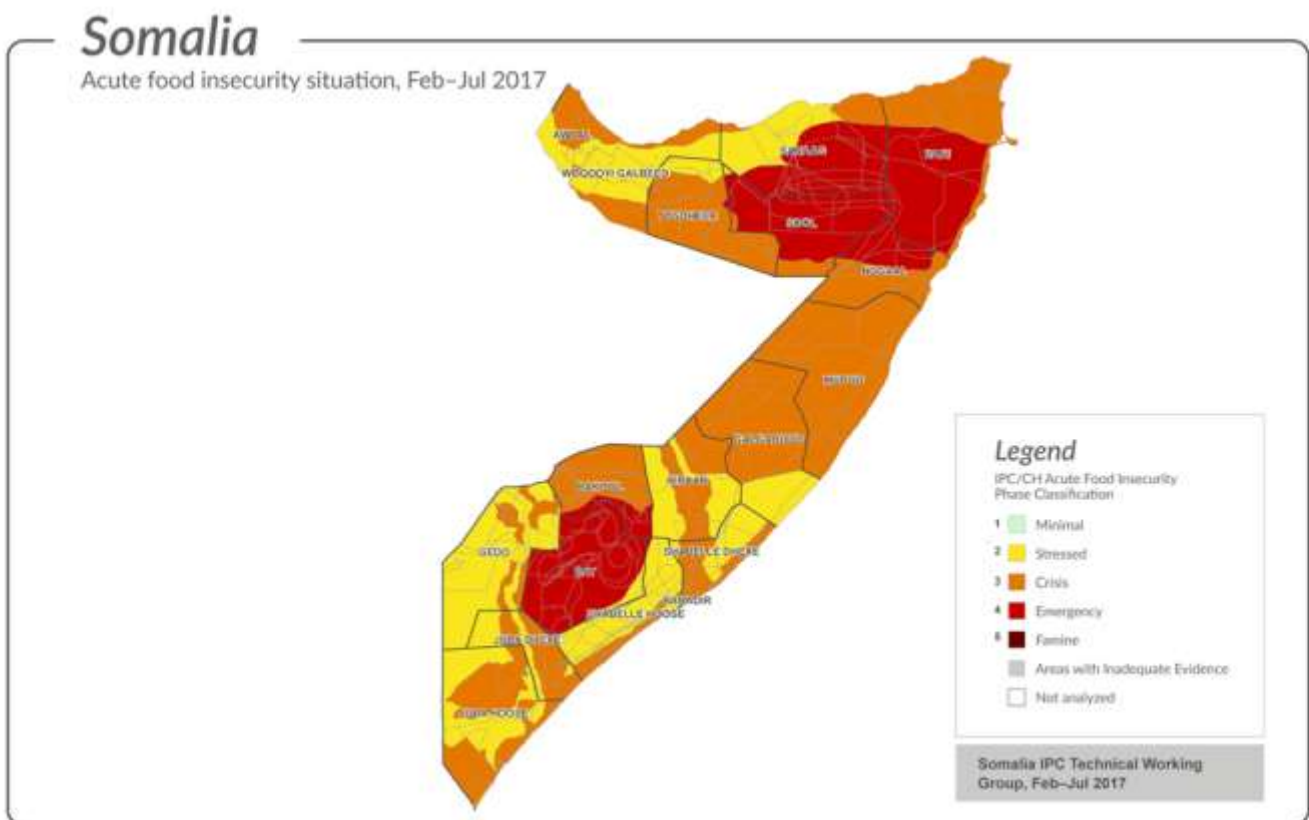 Somalia
Acute food insecurity situation, Feb–Jul 2017
AWDAL
WOQOOYI GALBEED
TOGDHEER
SANAAG
BARI
SOOL
NUGAAL
MUDUG
GALGADUUD
HIRAAN
BAKOOL
GEDO
BAY
SHABELLE DHEXE
BANADIR
SHABELLE HOOSE
JUBA DHEXE
JUBA HOOSE
Legend
IPC/CH Acute Food Insecurity
Phase Classification
1 Minimal
2 Stressed
3 Crisis
4 Emergency
5 Famine
Areas with Inadequate Evidence
Not analyzed
Somalia IPC Technical Working
Group, Feb–Jul 2017